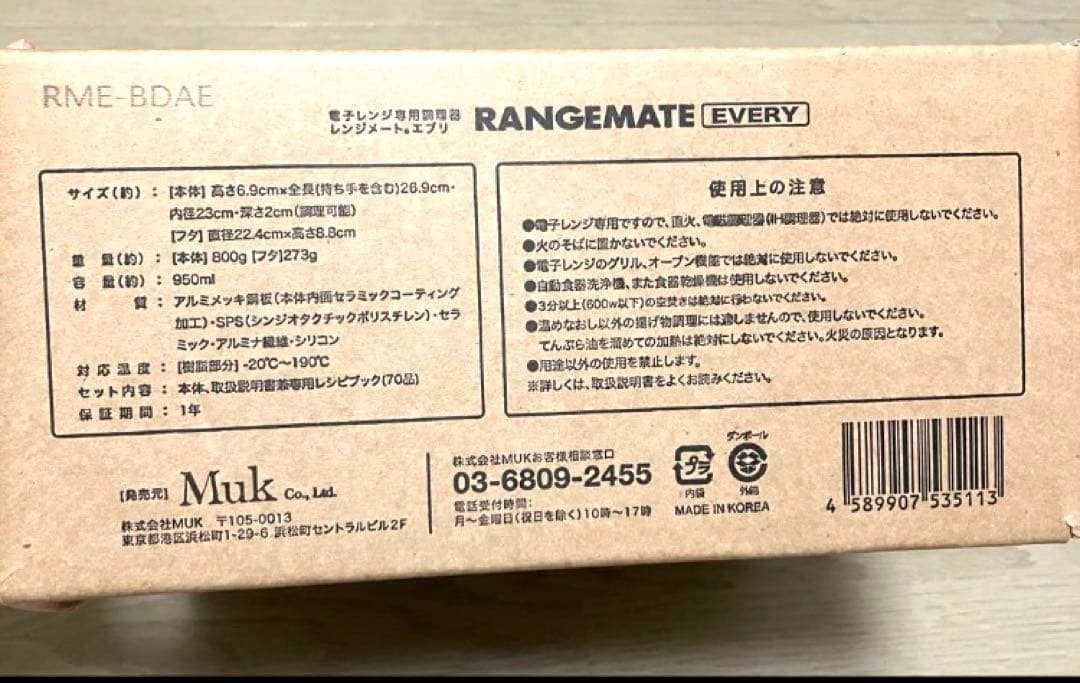 RME-BDAE
電子レンジ専用調理器
レンジメート®エブリ
RANGEMATE EVERY
サイズ(約): [本体] 高さ6.9cm×全長(持ち手を含む)26.9cm・
内径23cm・深さ2cm(調理可能)
[フタ] 直径22.4cm×高さ8.8cm
重量(約): [本体] 800g [フタ]273g
容量(約): 950ml
材質: アルミメッキ鋼板(本体内面セラミックコーティング
加工)・SPS(シンジオタクチックポリスチレン)・セラ
ミック・アルミナ繊維・シリコン
対応温度: [樹脂部分] -20℃〜190℃
セット内容: 本体、取扱説明書兼専用レシピブック(70品)
保証期間: 1年
使用上の注意
●電子レンジ専用ですので、直火、電磁調理器(IH調理器)では絶対に使用しないでください。
●火のそばに置かないでください。
●電子レンジのグリル、オーブン機能では絶対に使用しないでください。
●自動食器洗浄機、また食器乾燥機は使用しないでください。
●3分以上(600w以下)の空焚きは絶対に行わないでください。
●温めなおし以外の揚げ物調理には適しませんので、使用しないでください。
てんぷら油を溜めての加熱は絶対にしないでください。火災の原因となります。
●用途以外の使用を禁止します。
※詳しくは、取扱説明書をよくお読みください。
[発売元] Muk Co., Ltd.
株式会社MUK 〒105-0013
東京都港区浜松町1-29-6 浜松町セントラルビル2F
株式会社MUKお客様相談窓口
03-6809-2455
電話受付時間:
月〜金曜日(祝日を除く)10時〜17時
プラ
内袋
ダンボール
外箱
MADE IN KOREA
4 589907 535113